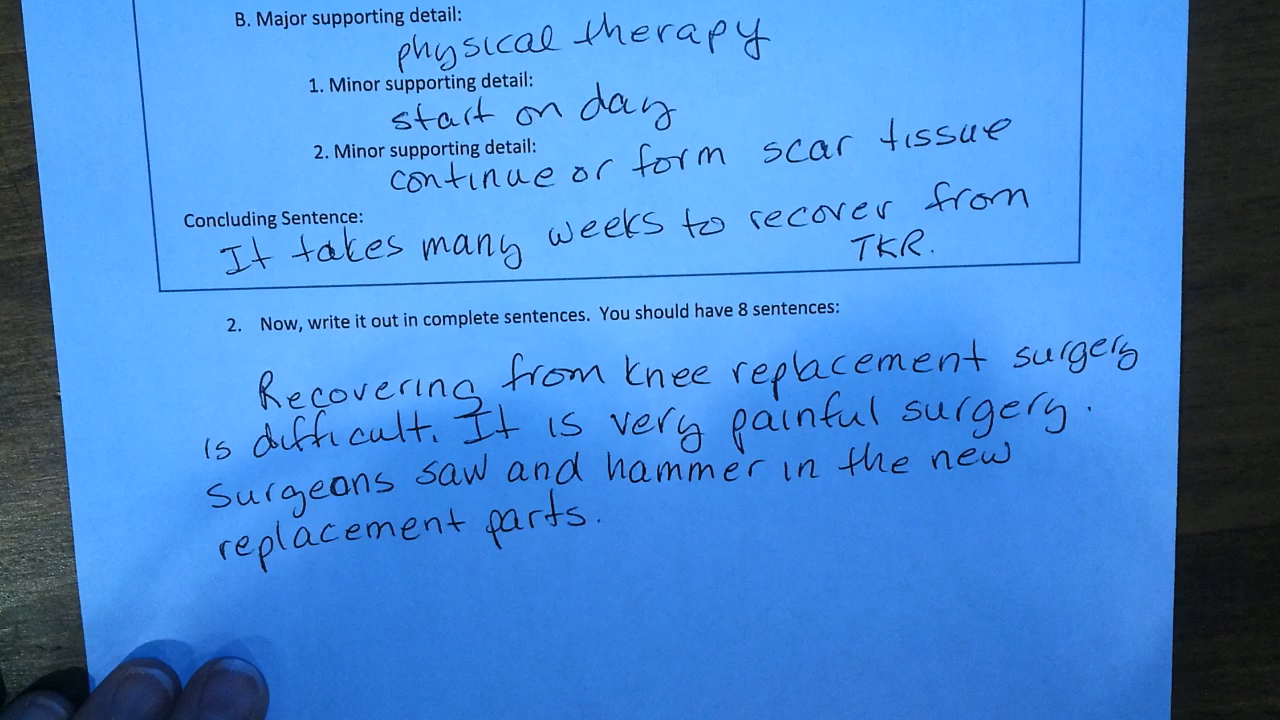 B. Major supporting detail:
physical therapy
1. Minor supporting detail:
start on day
2. Minor supporting detail:
continue or form scar tissue
Concluding Sentence:
It takes many weeks to recover from
TKR.
2. Now, write it out in complete sentences. You should have 8 sentences:
Recovering from knee replacement surgery
is difficult. It is very painful surgery.
Surgeons saw and hammer in the new
replacement parts.